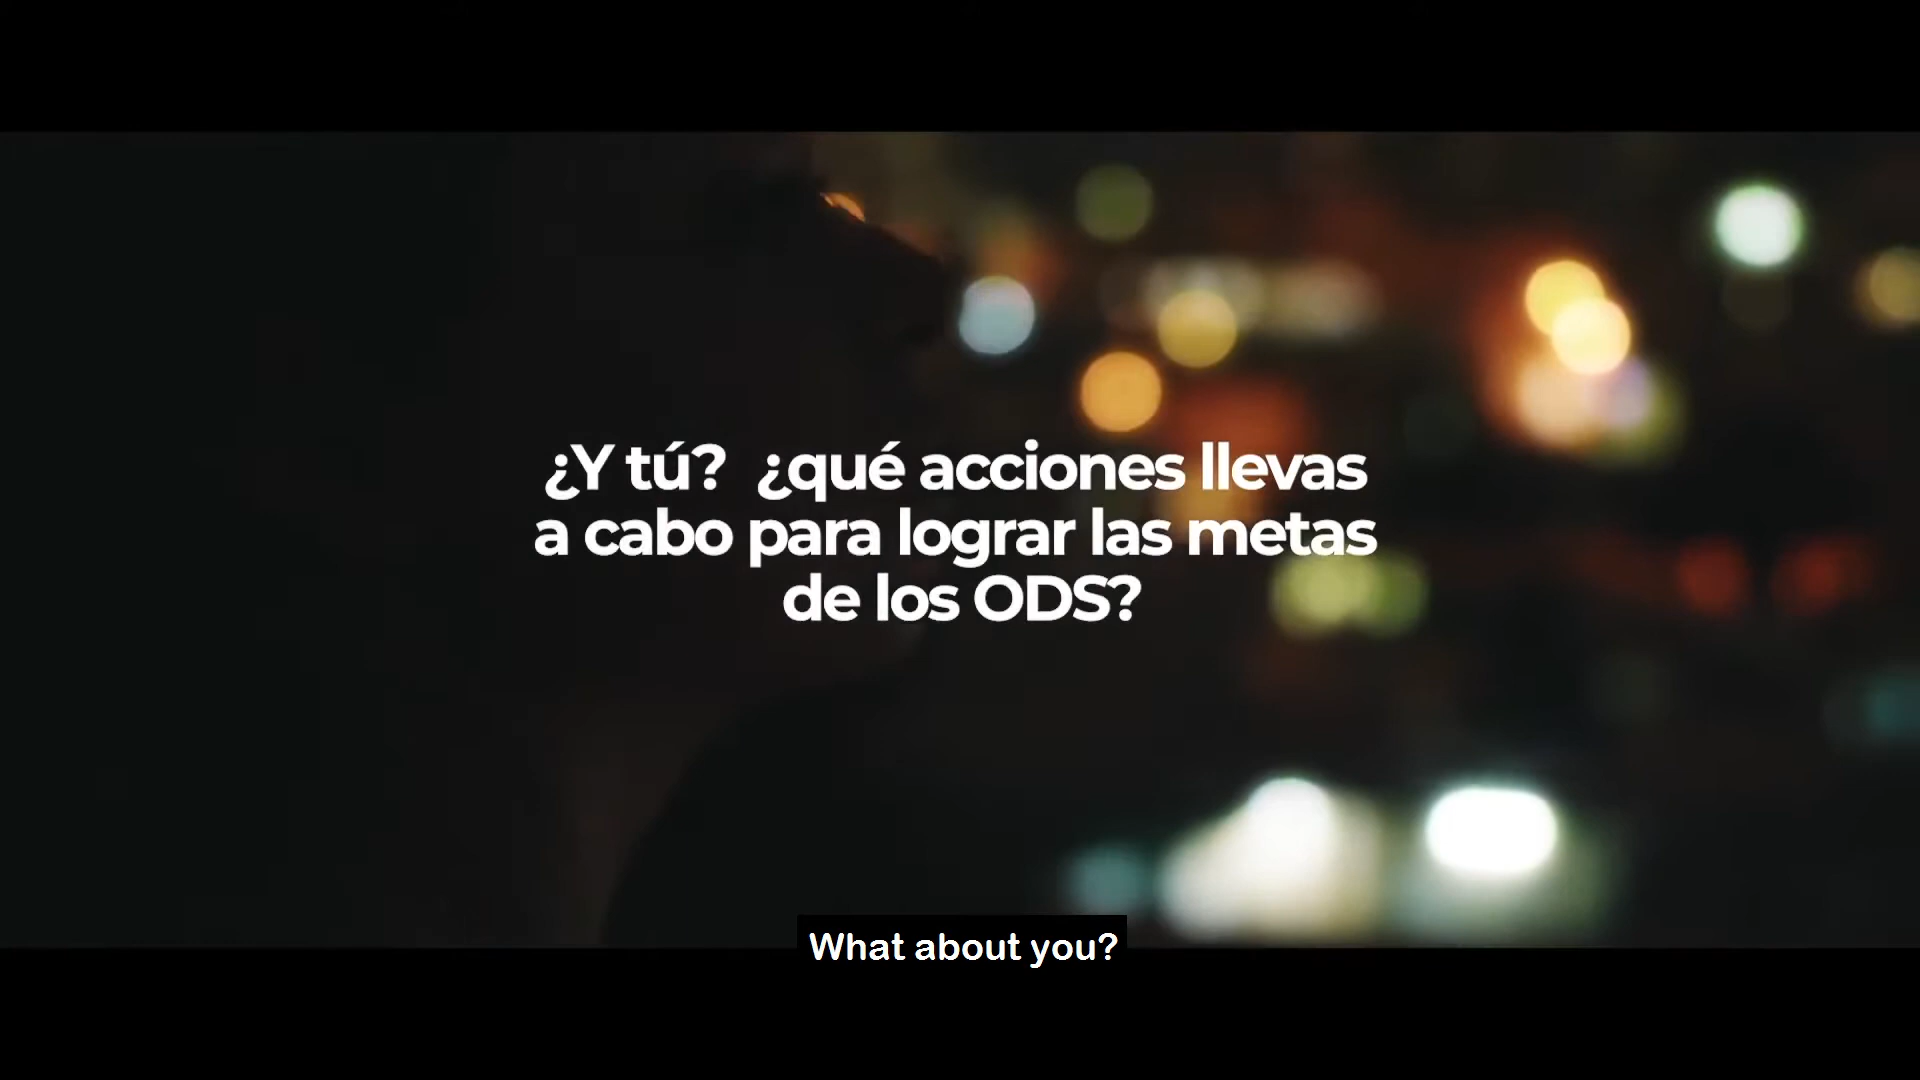 ¿Y tú? ¿qué acciones llevas
a cabo para lograr las metas
de los ODS?
What about you?